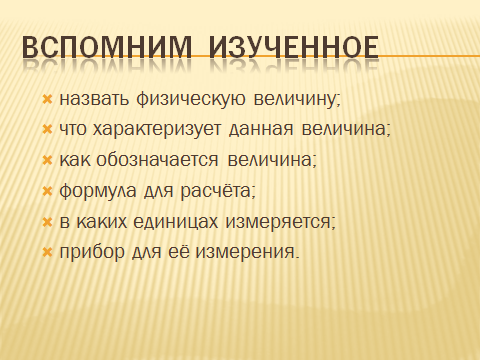 ВСПОМНИМ ИЗУЧЕННОЕ
назвать физическую величину;
что характеризует данная величина;
как обозначается величина;
формула для расчёта;
в каких единицах измеряется;
прибор для её измерения.